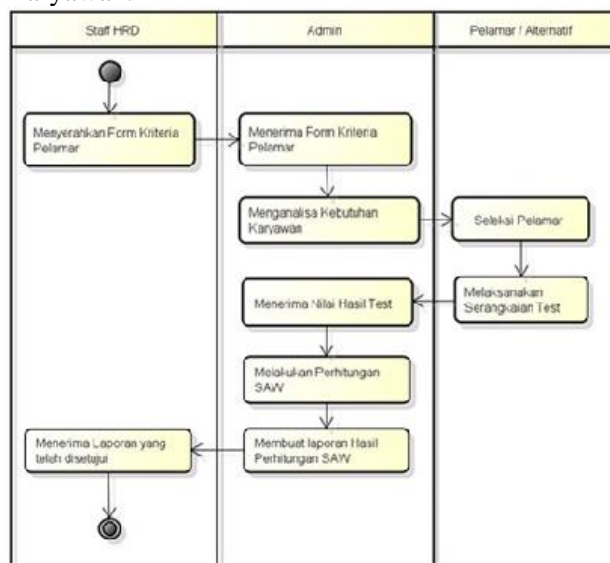 Staff HRD
Admin
Pelamar / Alternatif
Menyerahkan Form Kriteria
Pelamar
Menerima Form Kriteria
Pelamar
Menganalisa Kebutuhan
Karyawan
Seleksi Pelamar
Melaksanakan
Serangkaian Test
Menerima Nilai Hasil Test
Melakukan Perhitungan
SAW
Membuat laporan Hasil
Perhitungan SAW
Menerima Laporan yang
telah disetujui